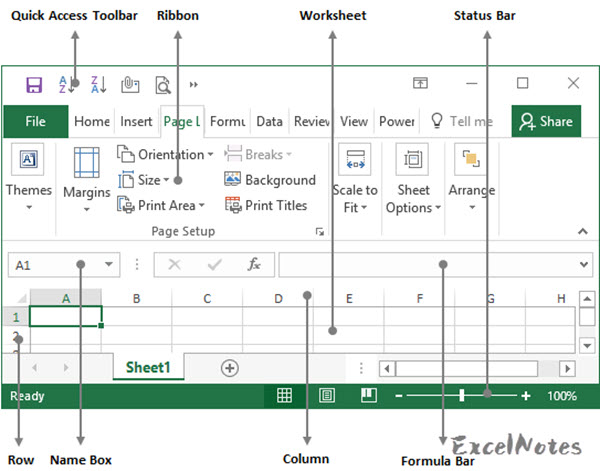 Quick Access Toolbar Ribbon Worksheet Status Bar
File Home Insert Page L Formu Data Review View Power Tell me Share
Orientation Breaks
Size Background
Themes Margins Print Area Print Titles Scale to Fit Sheet Options Arrange
Page Setup
A1 fx
A B C D E F G H
1
2
Sheet1
Ready 100%
ExcelNotes
Row Name Box Column Formula Bar